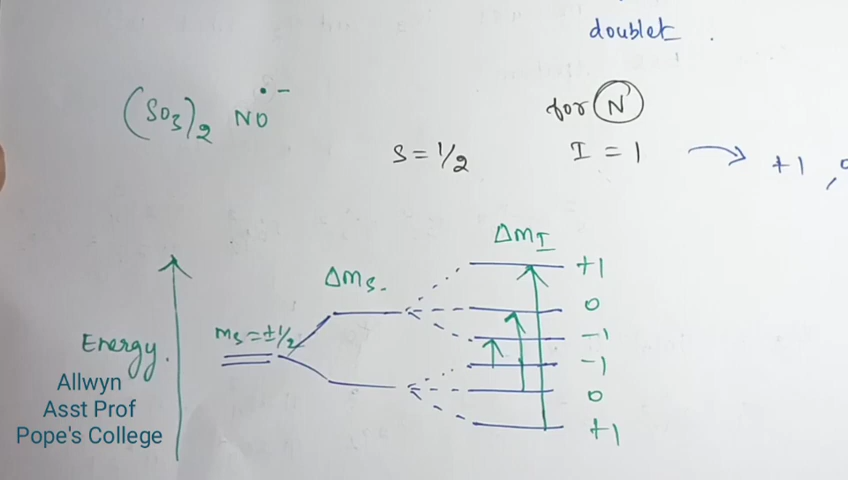 doublet .
(SO3)2 NO•−
for N
S = 1/2
I = 1
+1 ,
ΔmI
+1
Δms.
0
ms = ±1/2
-1
Energy.
-1
Allwyn
0
Asst Prof
Pope's College
+1